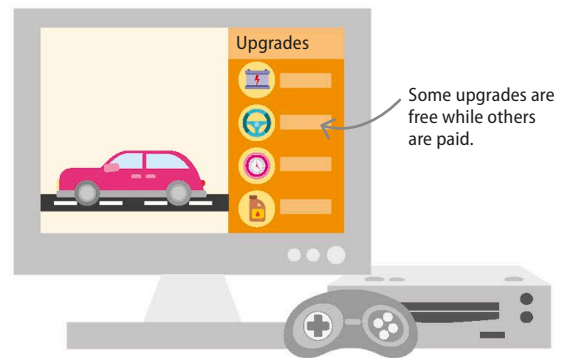 Upgrades
Some upgrades are
free while others
are paid.